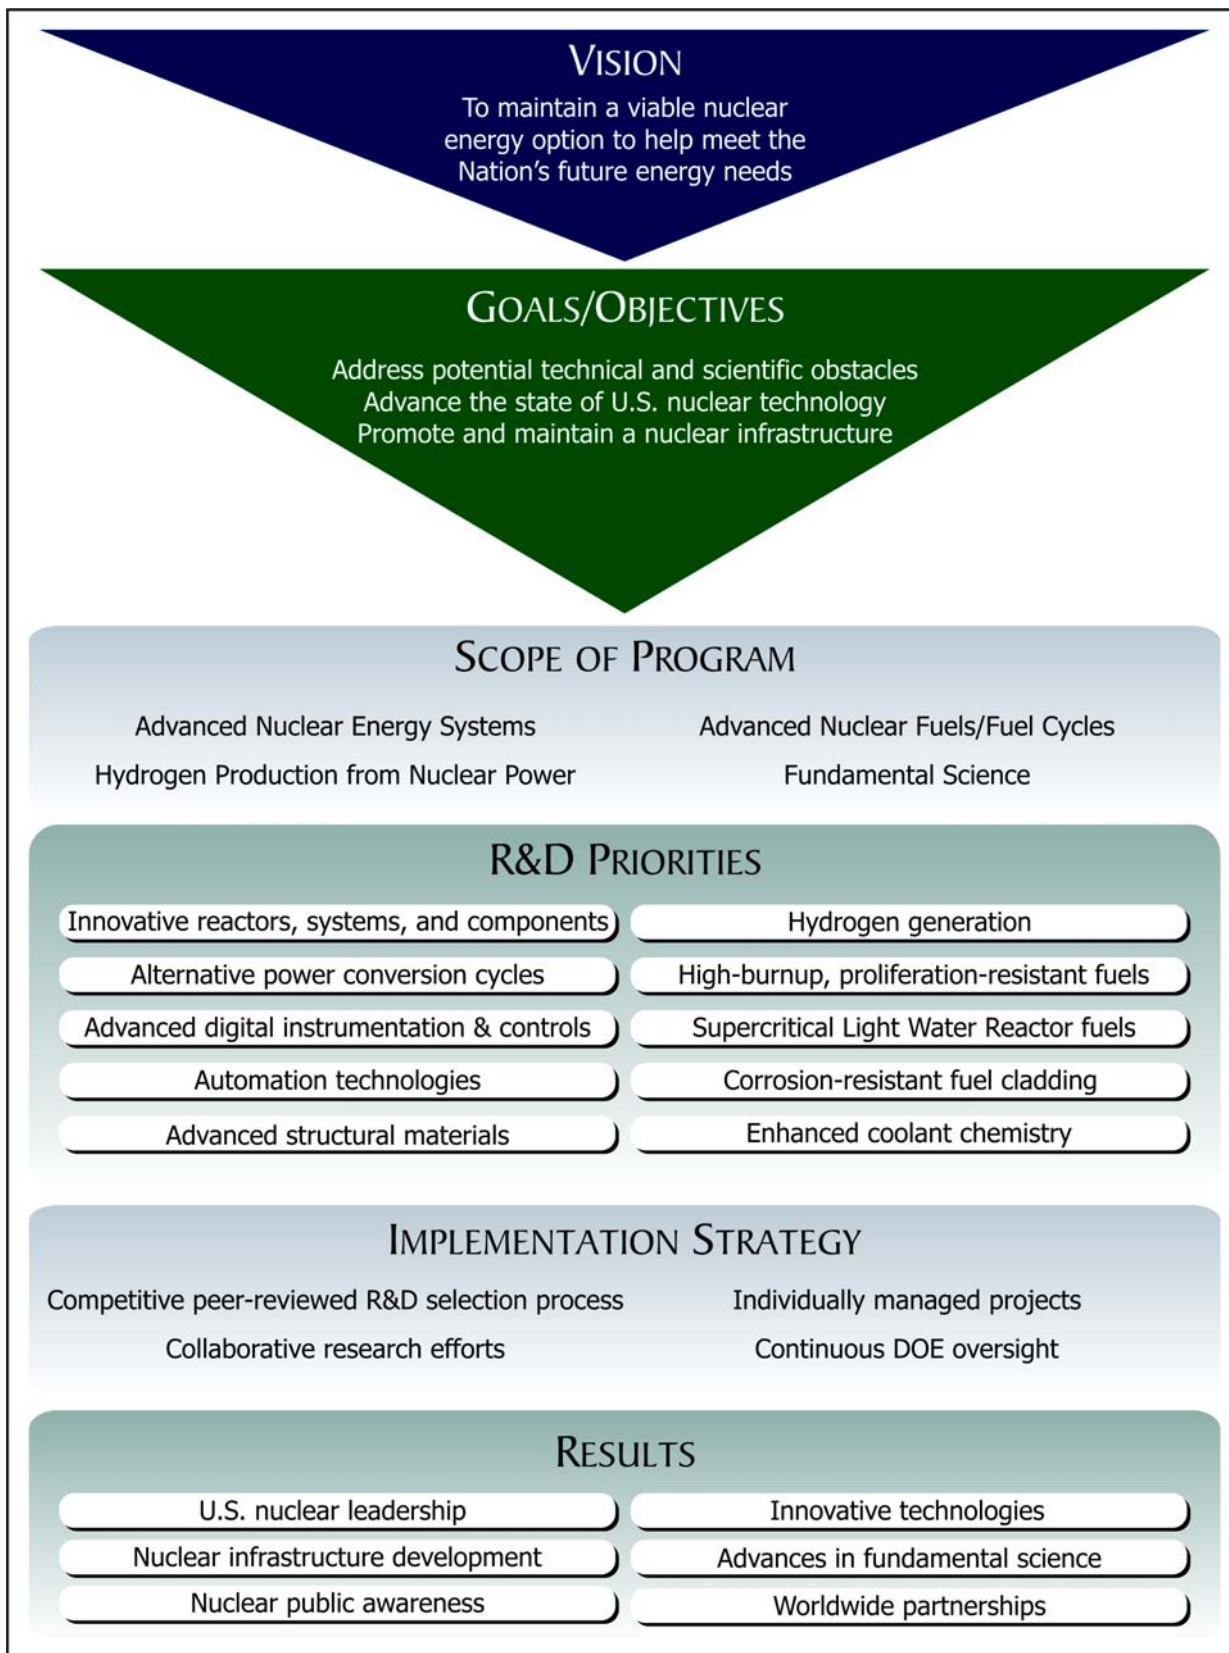 VISION
To maintain a viable nuclear
energy option to help meet the
Nation's future energy needs
GOALS/OBJECTIVES
Address potential technical and scientific obstacles
Advance the state of U.S. nuclear technology
Promote and maintain a nuclear infrastructure
SCOPE OF PROGRAM
Advanced Nuclear Energy Systems
Advanced Nuclear Fuels/Fuel Cycles
Hydrogen Production from Nuclear Power
Fundamental Science
R&D PRIORITIES
Innovative reactors, systems, and components
Hydrogen generation
Alternative power conversion cycles
High-burnup, proliferation-resistant fuels
Advanced digital instrumentation & controls
Supercritical Light Water Reactor fuels
Automation technologies
Corrosion-resistant fuel cladding
Advanced structural materials
Enhanced coolant chemistry
IMPLEMENTATION STRATEGY
Competitive peer-reviewed R&D selection process
Individually managed projects
Collaborative research efforts
Continuous DOE oversight
RESULTS
U.S. nuclear leadership
Innovative technologies
Nuclear infrastructure development
Advances in fundamental science
Nuclear public awareness
Worldwide partnerships